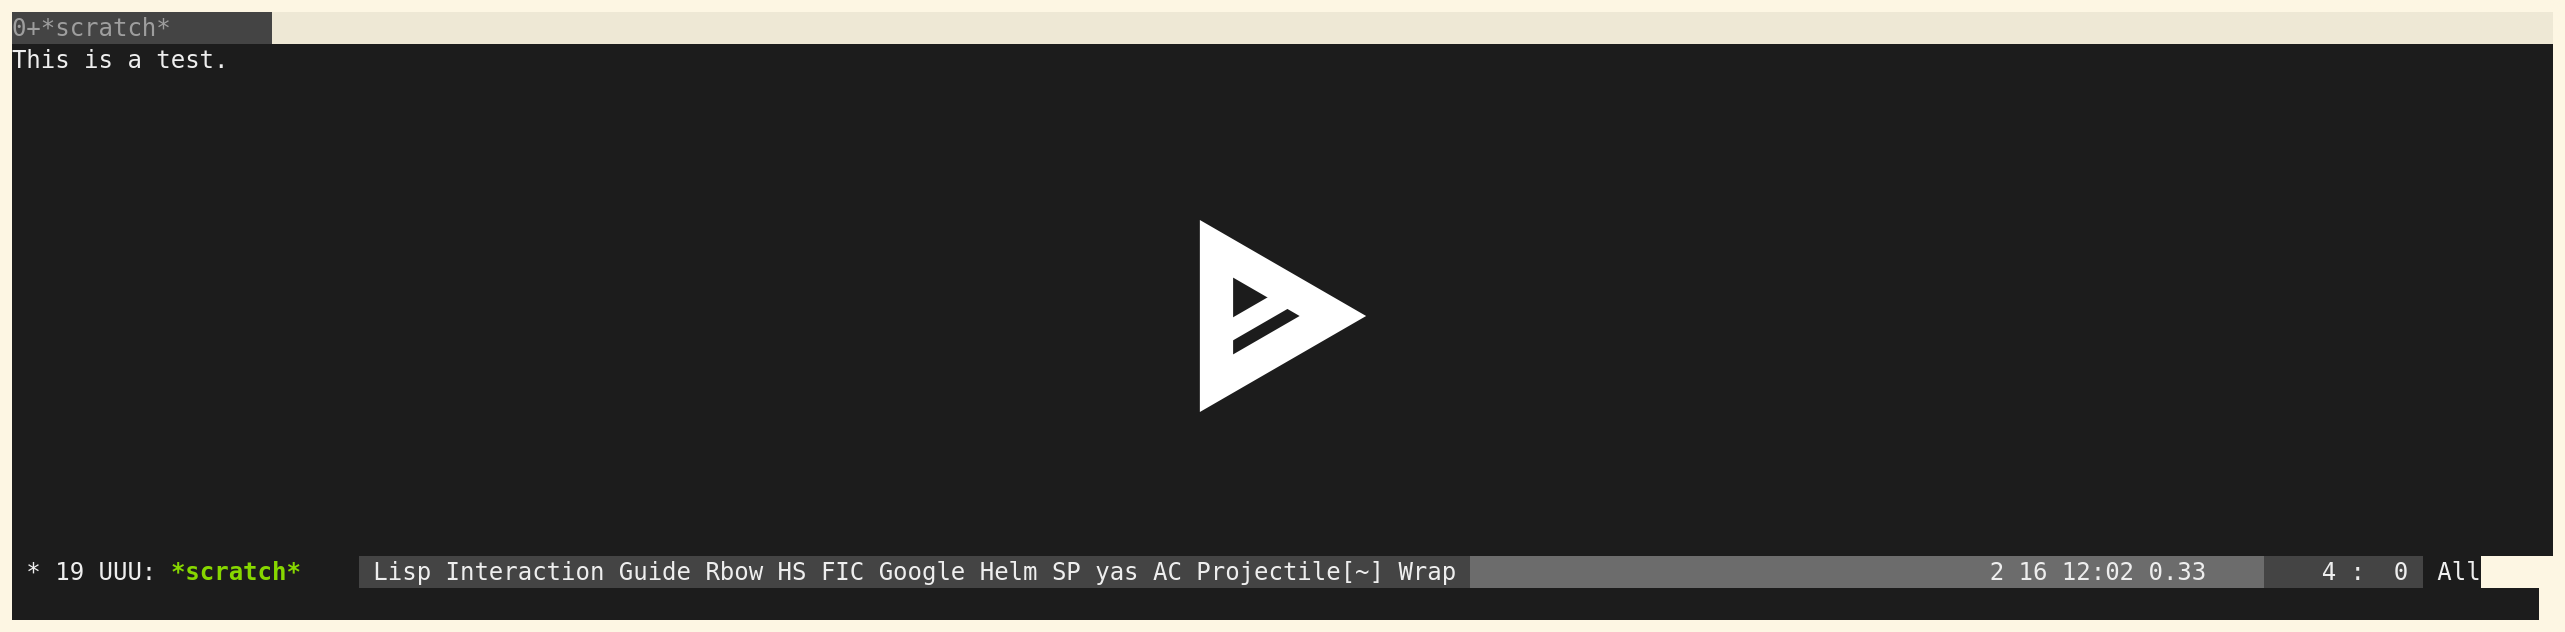 0+*scratch*
This is a test.
* 19 UUU: *scratch* Lisp Interaction Guide Rbow HS FIC Google Helm SP yas AC Projectile[~] Wrap 2 16 12:02 0.33 4 : 0 All